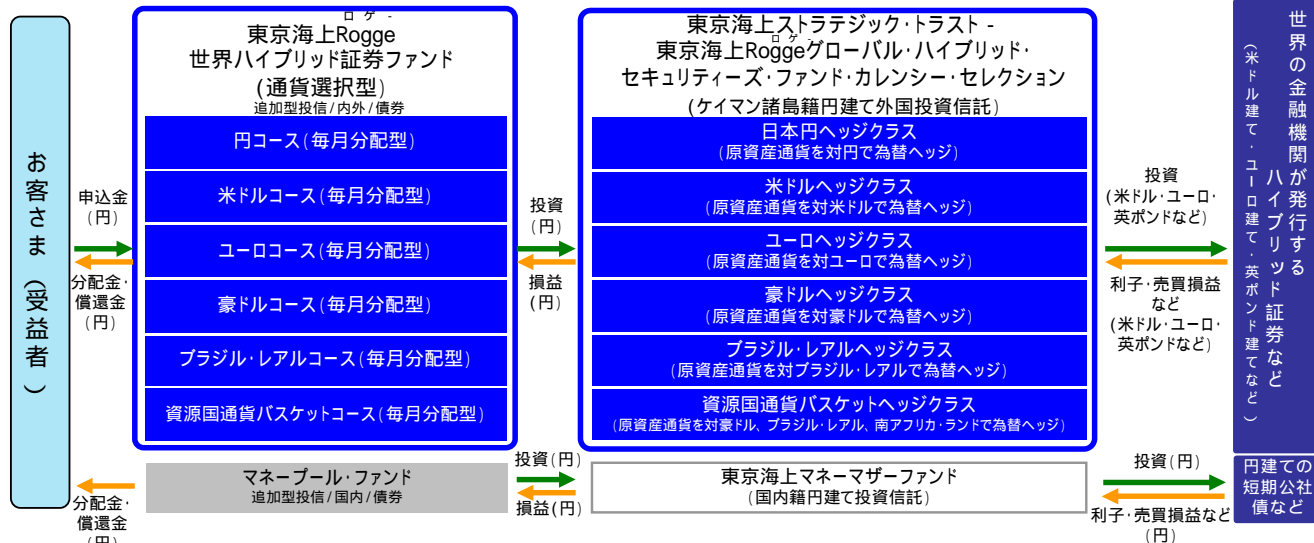 お客さま（受益者）
申込金
(円)
分配金・
償還金
(円)
ロゲー
東京海上Rogge
世界ハイブリッド証券ファンド
(通貨選択型)
追加型投信/内外/債券
円コース(毎月分配型)
米ドルコース(毎月分配型)
ユーロコース(毎月分配型)
豪ドルコース(毎月分配型)
ブラジル・レアルコース(毎月分配型)
資源国通貨バスケットコース(毎月分配型)
投資
(円)
損益
(円)
東京海上ストラテジック・トラスト -
ロゲ
東京海上Roggeグローバル・ハイブリッド・
セキュリティーズ・ファンド・カレンシー・セレクション
(ケイマン諸島籍円建て外国投資信託)
日本円ヘッジクラス
(原資産通貨を対円で為替ヘッジ)
米ドルヘッジクラス
(原資産通貨を対米ドルで為替ヘッジ)
ユーロヘッジクラス
(原資産通貨を対ユーロで為替ヘッジ)
豪ドルヘッジクラス
(原資産通貨を対豪ドルで為替ヘッジ)
ブラジル・レアルヘッジクラス
(原資産通貨を対ブラジル・レアルで為替ヘッジ)
資源国通貨バスケットヘッジクラス
(原資産通貨を対豪ドル、ブラジル・レアル、南アフリカ・ランドで為替ヘッジ)
投資
(米ドル・ユーロ・
英ポンドなど)
利子・売買損益
など
(米ドル・ユーロ・
英ポンドなど)
世界の金融機関が発行する
ハイブリッド証券など
(米ドル建て・ユーロ建て・英ポンド建てなど)
分配金・
償還金
(円)
マネープール・ファンド
追加型投信/国内/債券
投資(円)
損益(円)
東京海上マネーマザーファンド
(国内籍円建て投資信託)
投資(円)
利子・売買損益など
(円)
円建ての
短期公社
債など